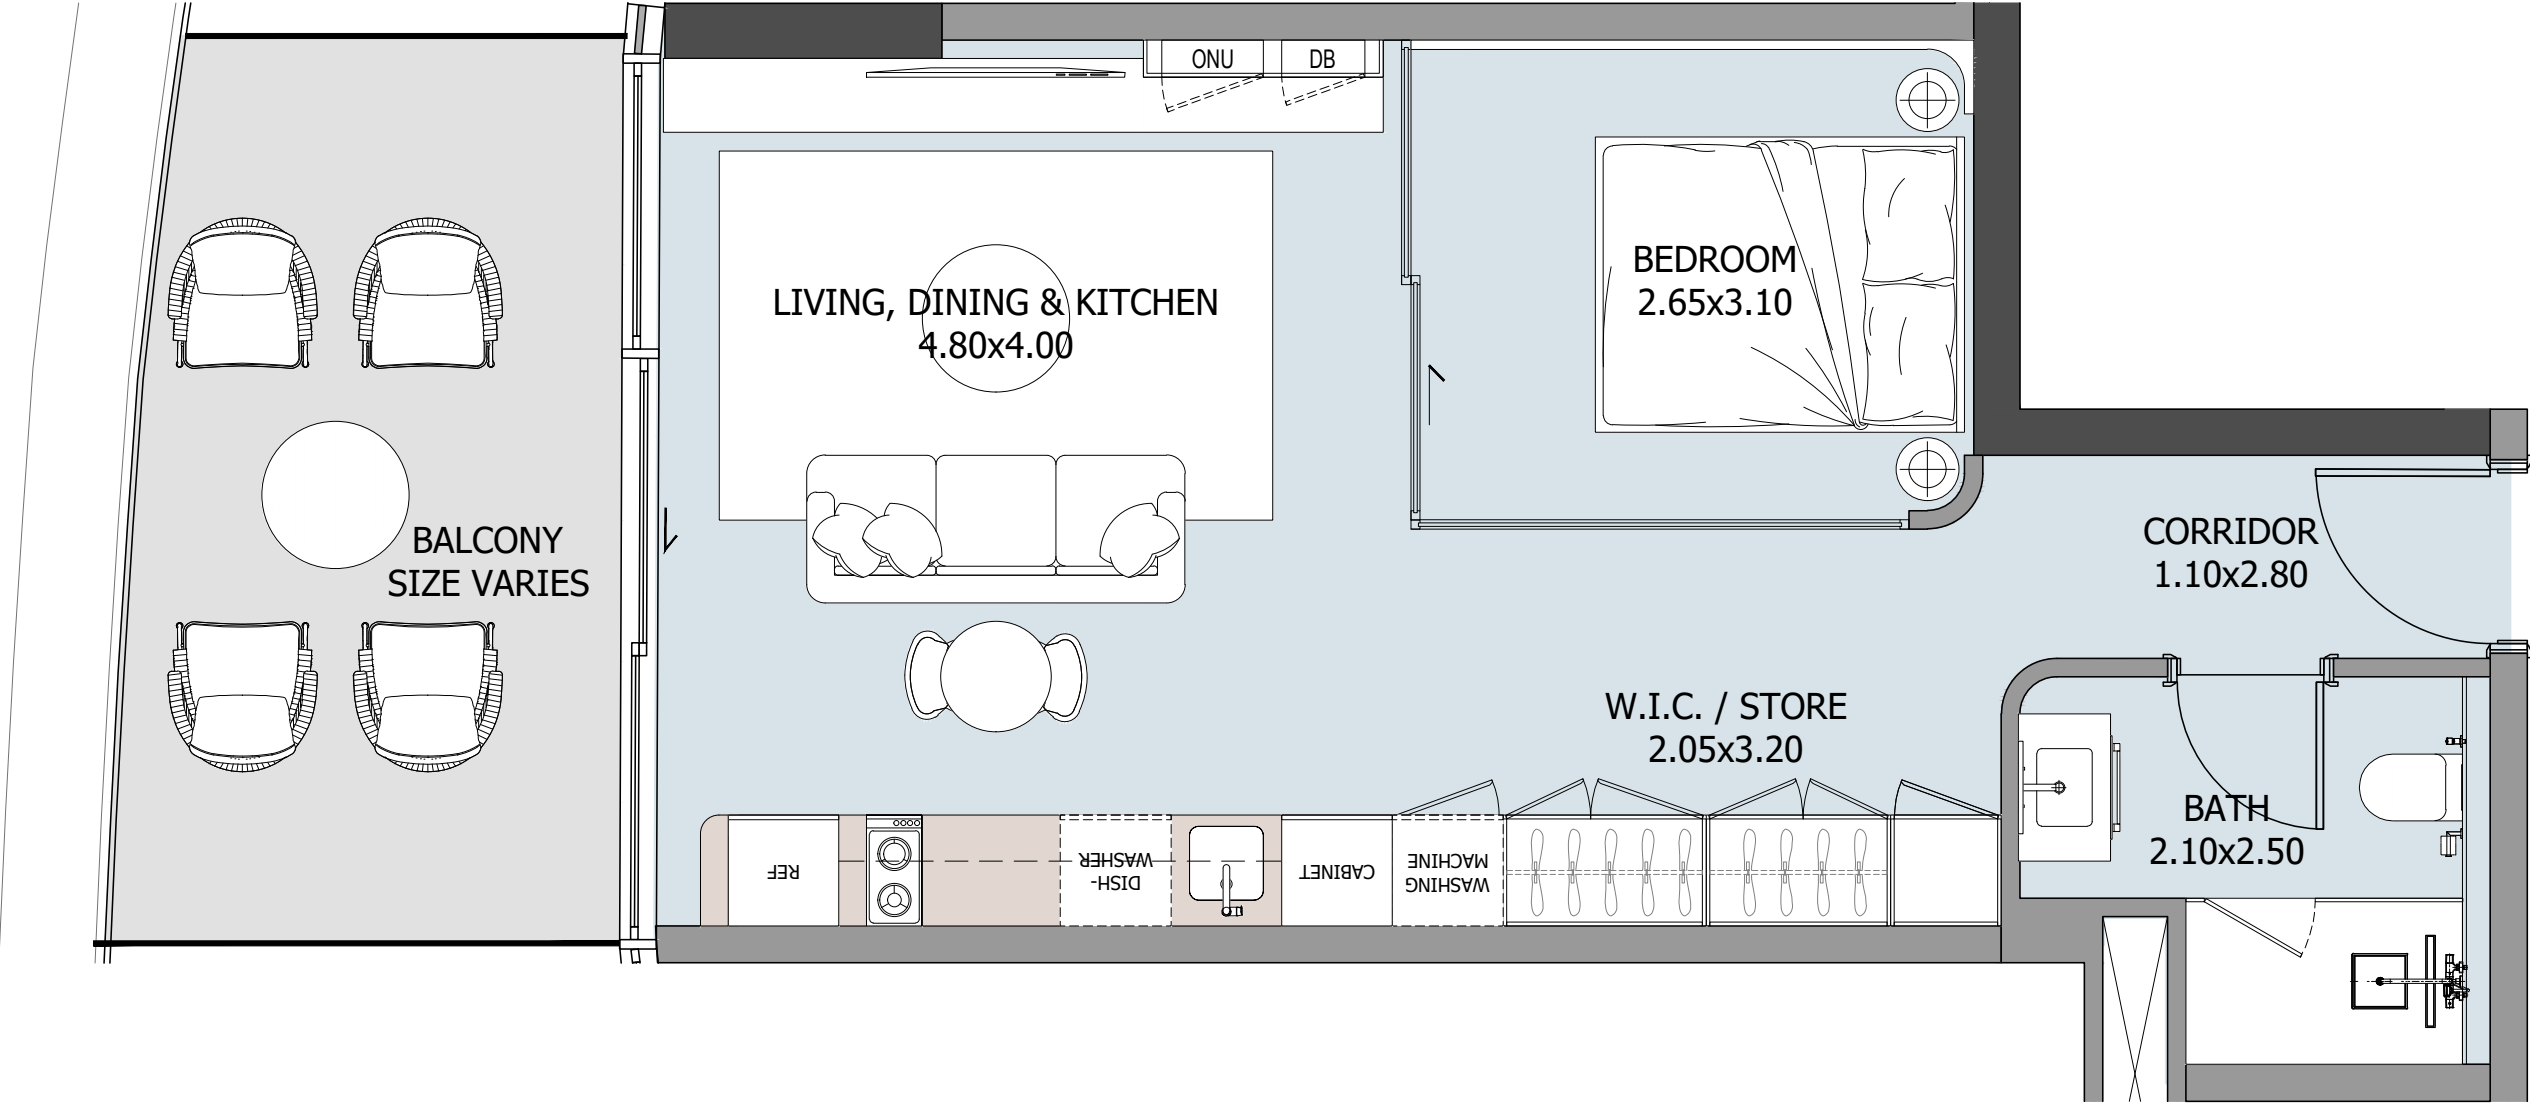 ONU
DB
BEDROOM
2.65x3.10
LIVING, DINING & KITCHEN
4.80x4.00
BALCONY
SIZE VARIES
CORRIDOR
1.10x2.80
W.I.C. / STORE
2.05x3.20
BATH
2.10x2.50
REF
DISH-
WASHER
CABINET
WASHING
MACHINE